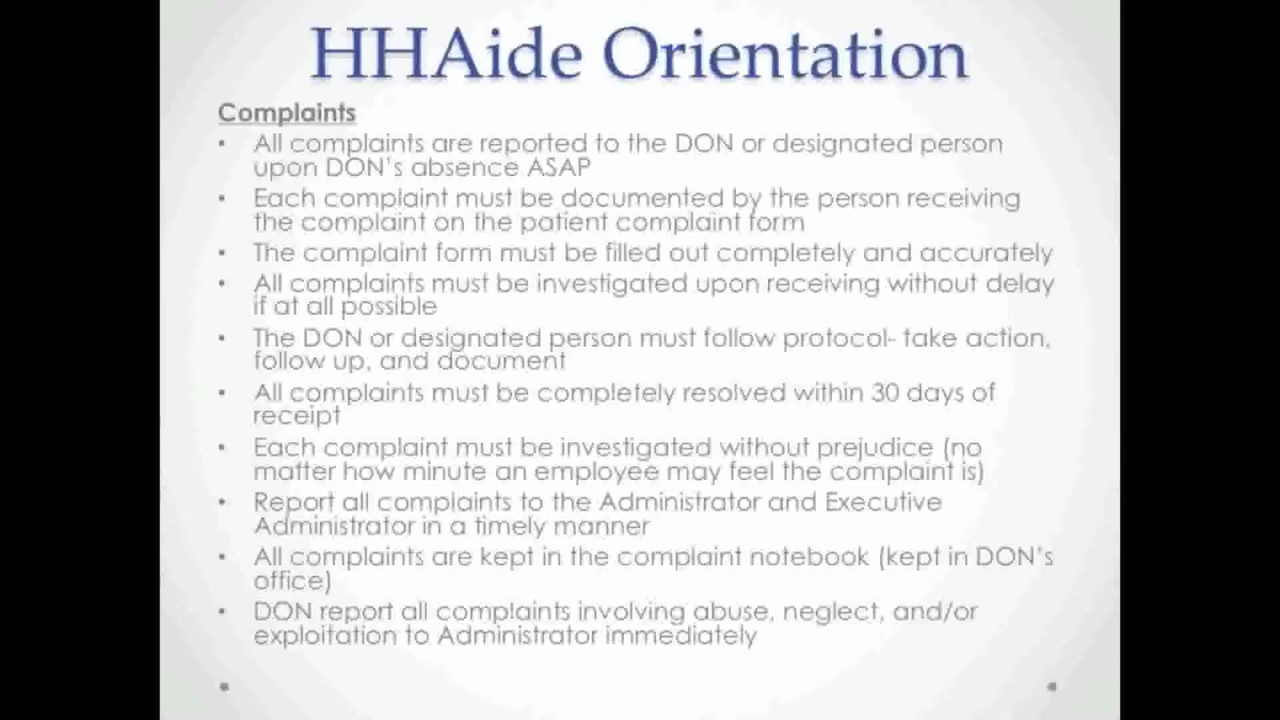 HHAide Orientation
Complaints
• All complaints are reported to the DON or designated person
upon DON's absence ASAP
• Each complaint must be documented by the person receiving
the complaint on the patient complaint form
• The complaint form must be filled out completely and accurately
• All complaints must be investigated upon receiving without delay
if at all possible
• The DON or designated person must follow protocol- take action,
follow up, and document
• All complaints must be completely resolved within 30 days of
receipt
• Each complaint must be investigated without prejudice (no
matter how minute an employee may feel the complaint is)
• Report all complaints to the Administrator and Executive
Administrator in a timely manner
• All complaints are kept in the complaint notebook (kept in DON's
office)
• DON report all complaints involving abuse, neglect, and/or
exploitation to Administrator immediately